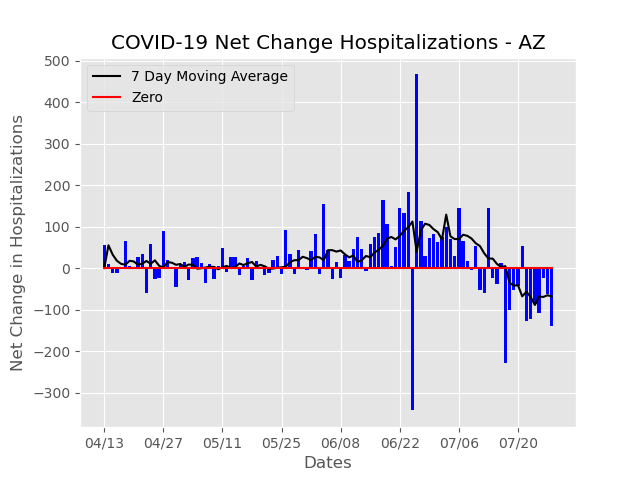 COVID-19 Net Change Hospitalizations - AZ
7 Day Moving Average
Zero
Net Change in Hospitalizations
500
400
300
200
100
0
−100
−200
−300
04/13 04/27 05/11 05/25 06/08 06/22 07/06 07/20
Dates